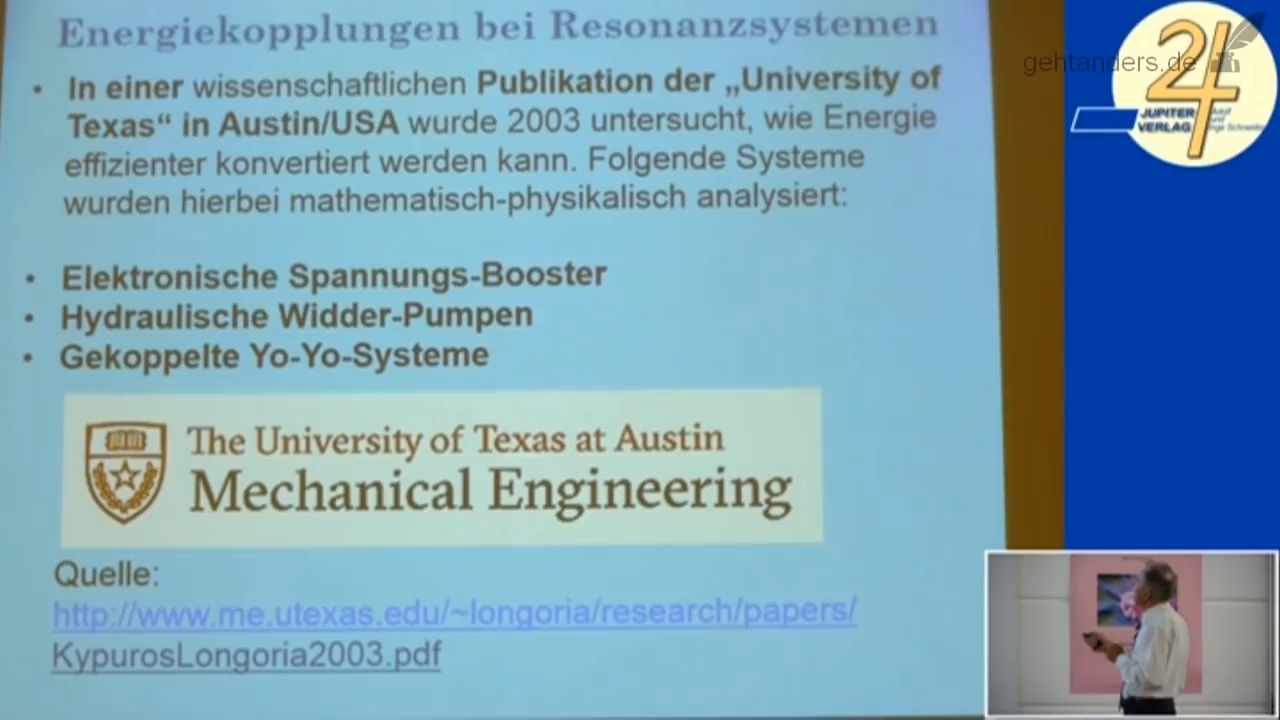 Energiekopplungen bei Resonanzsystemen
• In einer wissenschaftlichen Publikation der „University of
Texas“ in Austin/USA wurde 2003 untersucht, wie Energie
effizienter konvertiert werden kann. Folgende Systeme
wurden hierbei mathematisch-physikalisch analysiert:
• Elektronische Spannungs-Booster
• Hydraulische Widder-Pumpen
• Gekoppelte Yo-Yo-Systeme
The University of Texas at Austin
Mechanical Engineering
Quelle:
http://www.me.utexas.edu/~longoria/research/papers/
KypurosLongoria2003.pdf
gehtanders.de
JUPITER
VERLAG
und